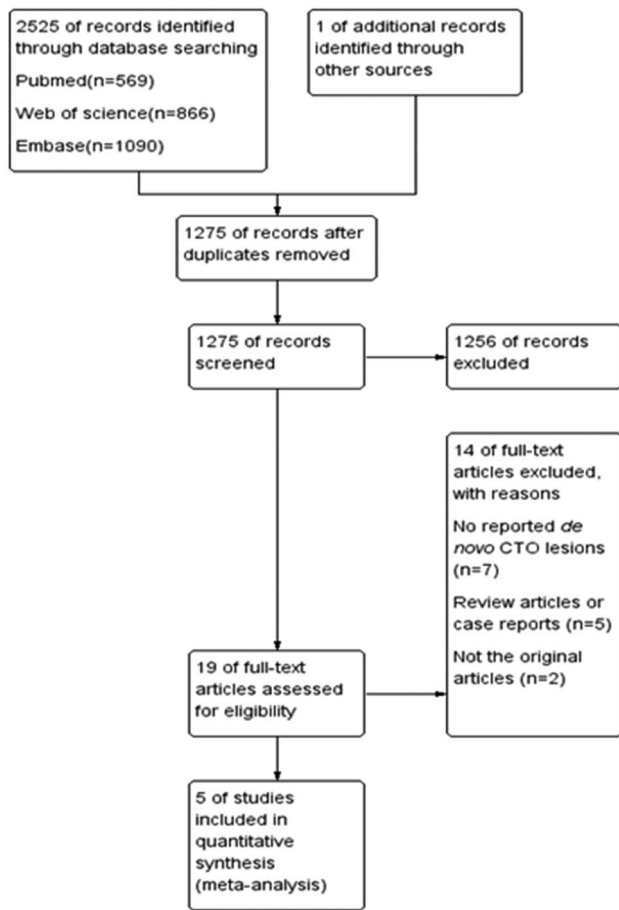 2525 of records identified
through database searching
Pubmed(n=569)
Web of science(n=866)
Embase(n=1090)
1 of additional records
identified through
other sources
1275 of records after
duplicates removed
1275 of records
screened
1256 of records
excluded
14 of full-text
articles excluded,
with reasons
No reported de
novo CTO lesions
(n=7)
Review articles or
case reports (n=5)
Not the original
articles (n=2)
19 of full-text
articles assessed
for eligibility
5 of studies
included in
quantitative
synthesis
(meta-analysis)